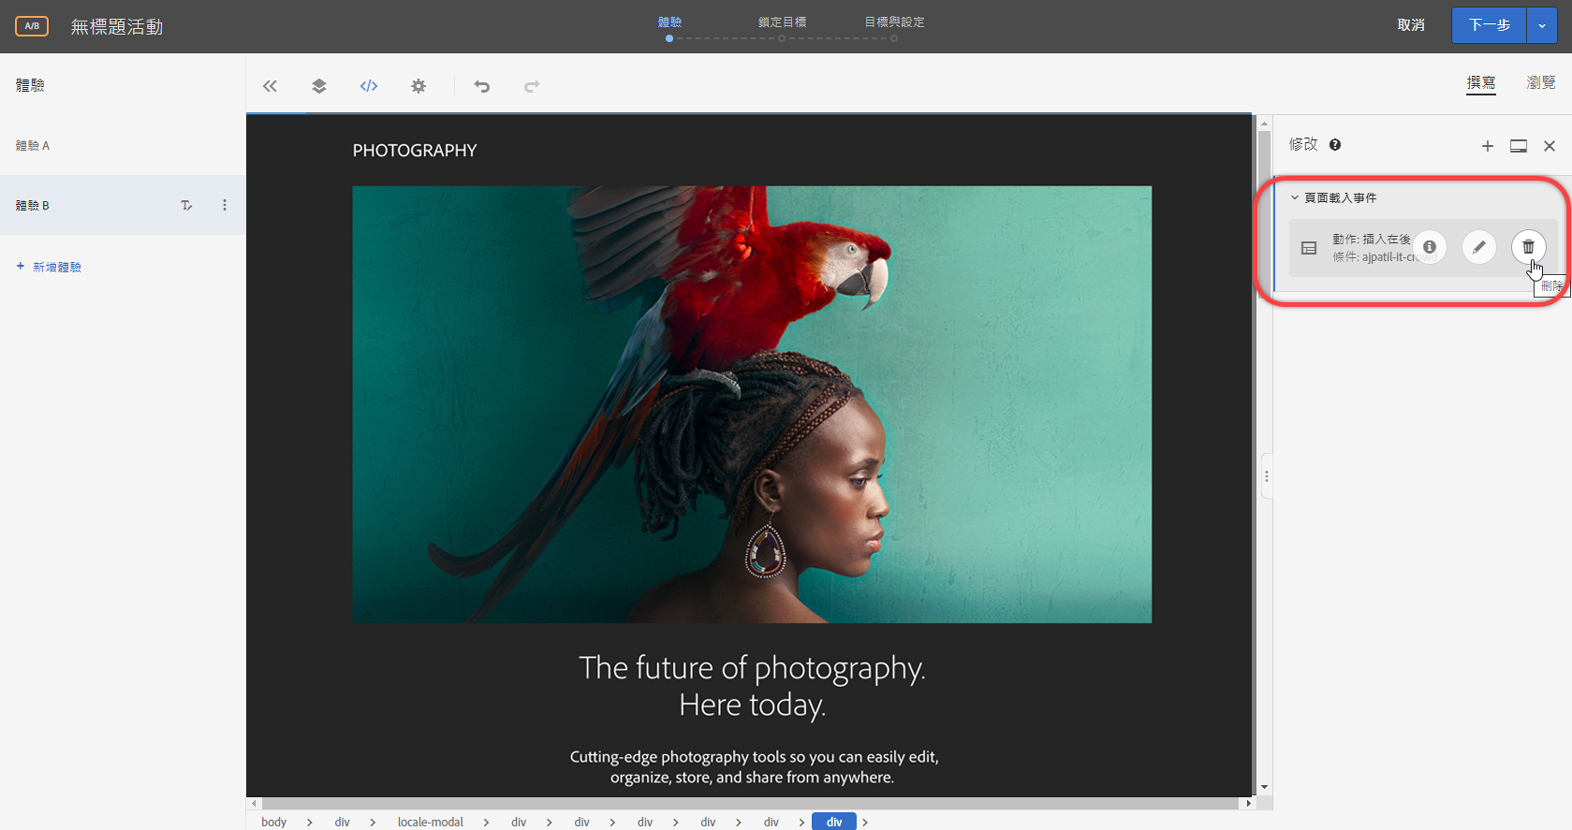 A/B
無標題活動
體驗
鎖定目標
目標與設定
取消
下一步
體驗
撰寫
瀏覽
體驗 A
體驗 B
+ 新增體驗
PHOTOGRAPHY
The future of photography.
Here today.
Cutting-edge photography tools so you can easily edit,
organize, store, and share from anywhere.
修改
頁面載入事件
動作: 插入在後
條件: ajpatil-it-crowd
刪除
body > div > locale-modal > div > div > div > div > div > div >